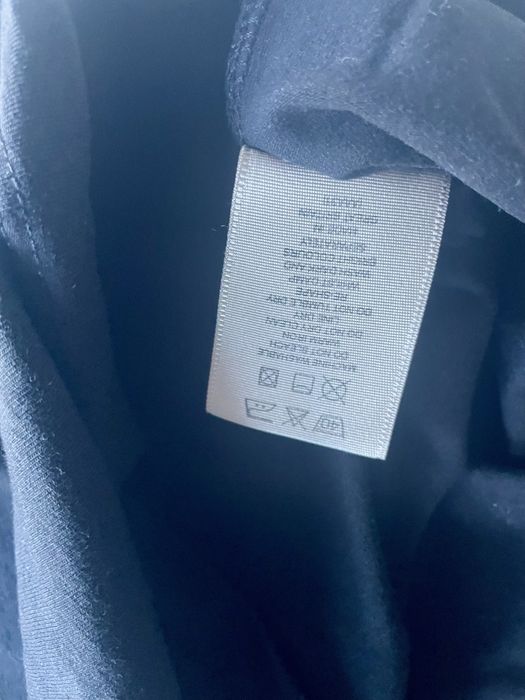 40
MACHINE WASHABLE
DO NOT BLEACH
WARM IRON
DO NOT DRY CLEAN
LINE DRY
DO NOT TUMBLE DRY
RE-SHAPE
WHILST DAMP
WASH DARK AND
BRIGHT COLOURS
SEPARATELY
MADE IN
GREAT BRITAIN